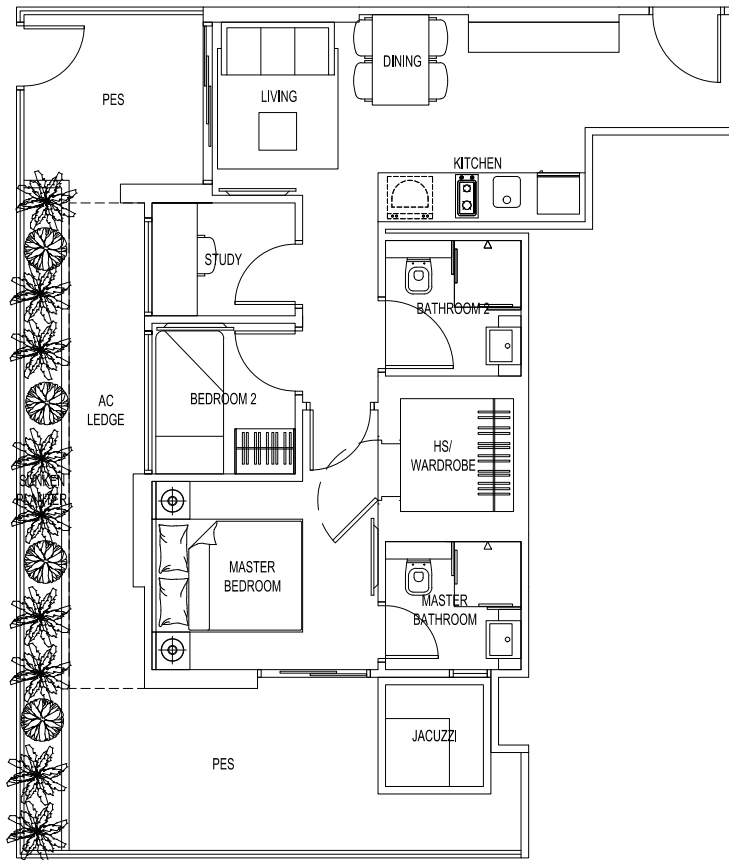 DINING
PES
LIVING
KITCHEN
STUDY
BATHROOM 2
AC
LEDGE
BEDROOM 2
HS/
WARDROBE
SUNKEN
PLANTER
MASTER
BEDROOM
MASTER
BATHROOM
JACUZZI
PES